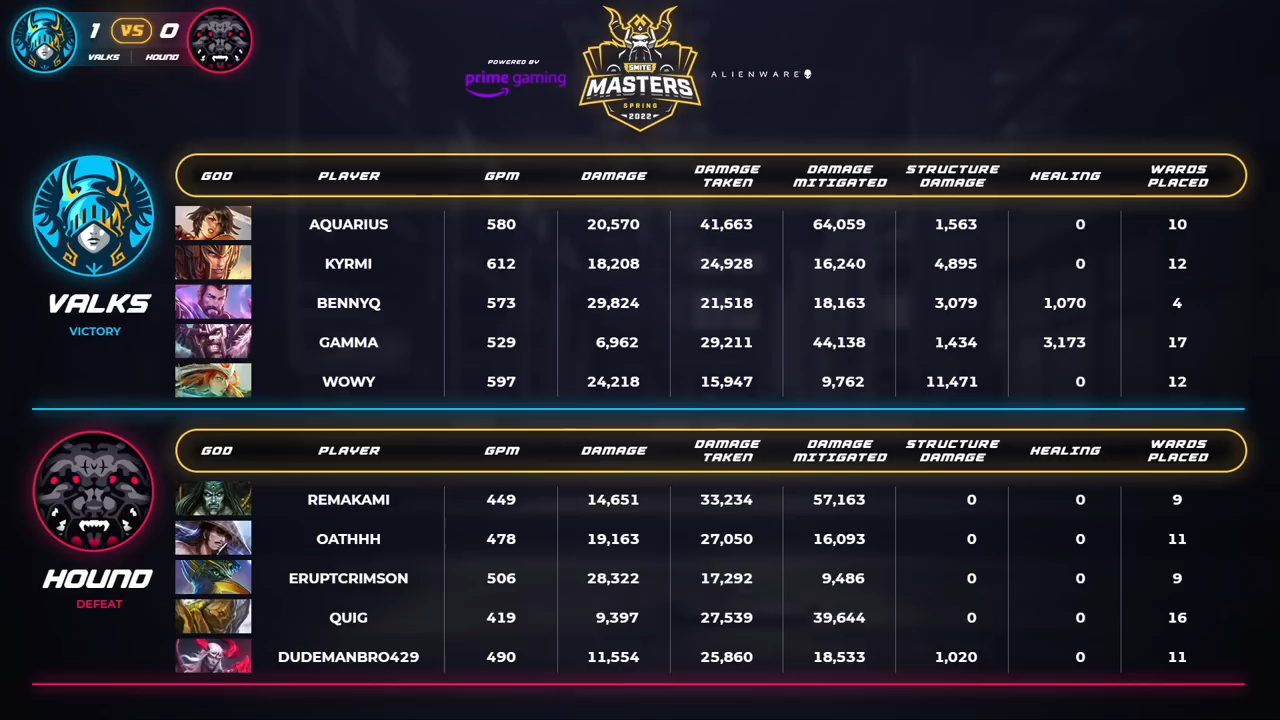 1 VS 0
VALKS | HOUND
POWERED BY
prime gaming
SMITE
MASTERS
SPRING
2022
ALIENWARE
GOD PLAYER GPM DAMAGE DAMAGE TAKEN DAMAGE MITIGATED STRUCTURE DAMAGE HEALING WARDS PLACED
AQUARIUS 580 20,570 41,663 64,059 1,563 0 10
KYRMI 612 18,208 24,928 16,240 4,895 0 12
BENNYQ 573 29,824 21,518 18,163 3,079 1,070 4
GAMMA 529 6,962 29,211 44,138 1,434 3,173 17
WOWY 597 24,218 15,947 9,762 11,471 0 12
VALKS
VICTORY
GOD PLAYER GPM DAMAGE DAMAGE TAKEN DAMAGE MITIGATED STRUCTURE DAMAGE HEALING WARDS PLACED
REMAKAMI 449 14,651 33,234 57,163 0 0 9
OATHHH 478 19,163 27,050 16,093 0 0 11
ERUPTCRIMSON 506 28,322 17,292 9,486 0 0 9
QUIG 419 9,397 27,539 39,644 0 0 16
DUDEMANBRO429 490 11,554 25,860 18,533 1,020 0 11
HOUND
DEFEAT